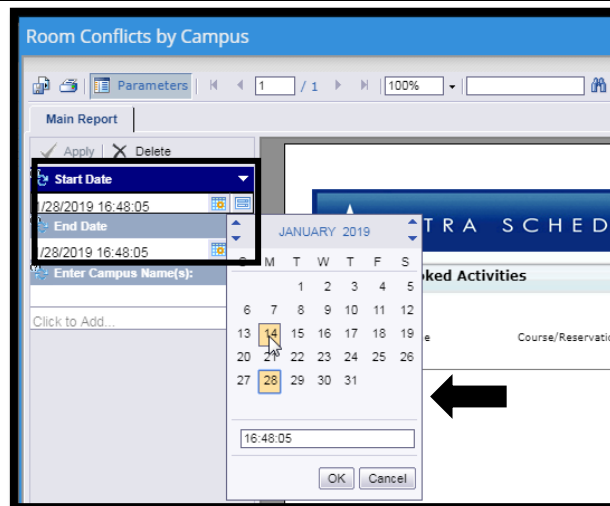 Room Conflicts by Campus
Parameters 1 / 1 100%
Main Report
Apply Delete
Start Date
1/28/2019 16:48:05
End Date
1/28/2019 16:48:05
Enter Campus Name(s):
Click to Add...
JANUARY 2019
S M T W T F S
1 2 3 4 5
6 7 8 9 10 11 12
13 14 15 16 17 18 19
20 21 22 23 24 25 26
27 28 29 30 31
16:48:05
OK Cancel
TRA SCHED
ked Activities
e Course/Reservatio